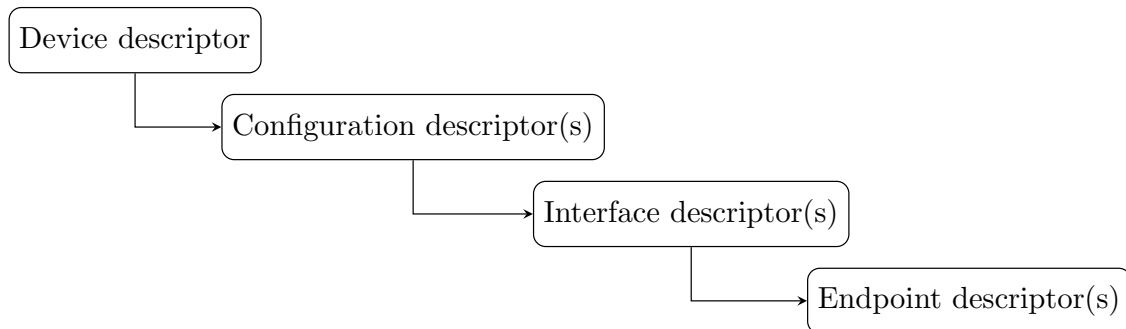 Device descriptor
Configuration descriptor(s)
Interface descriptor(s)
Endpoint descriptor(s)